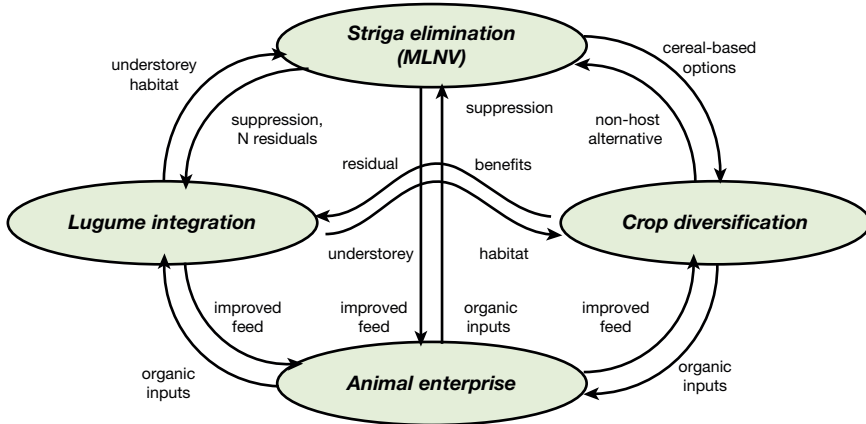 Striga elimination
(MLNV)
understorey
habitat
cereal-based
options
suppression,
N residuals
suppression
non-host
alternative
residual
benefits
Lugume integration
Crop diversification
understorey
habitat
improved
feed
improved
feed
organic
inputs
improved
feed
organic
inputs
organic
inputs
Animal enterprise